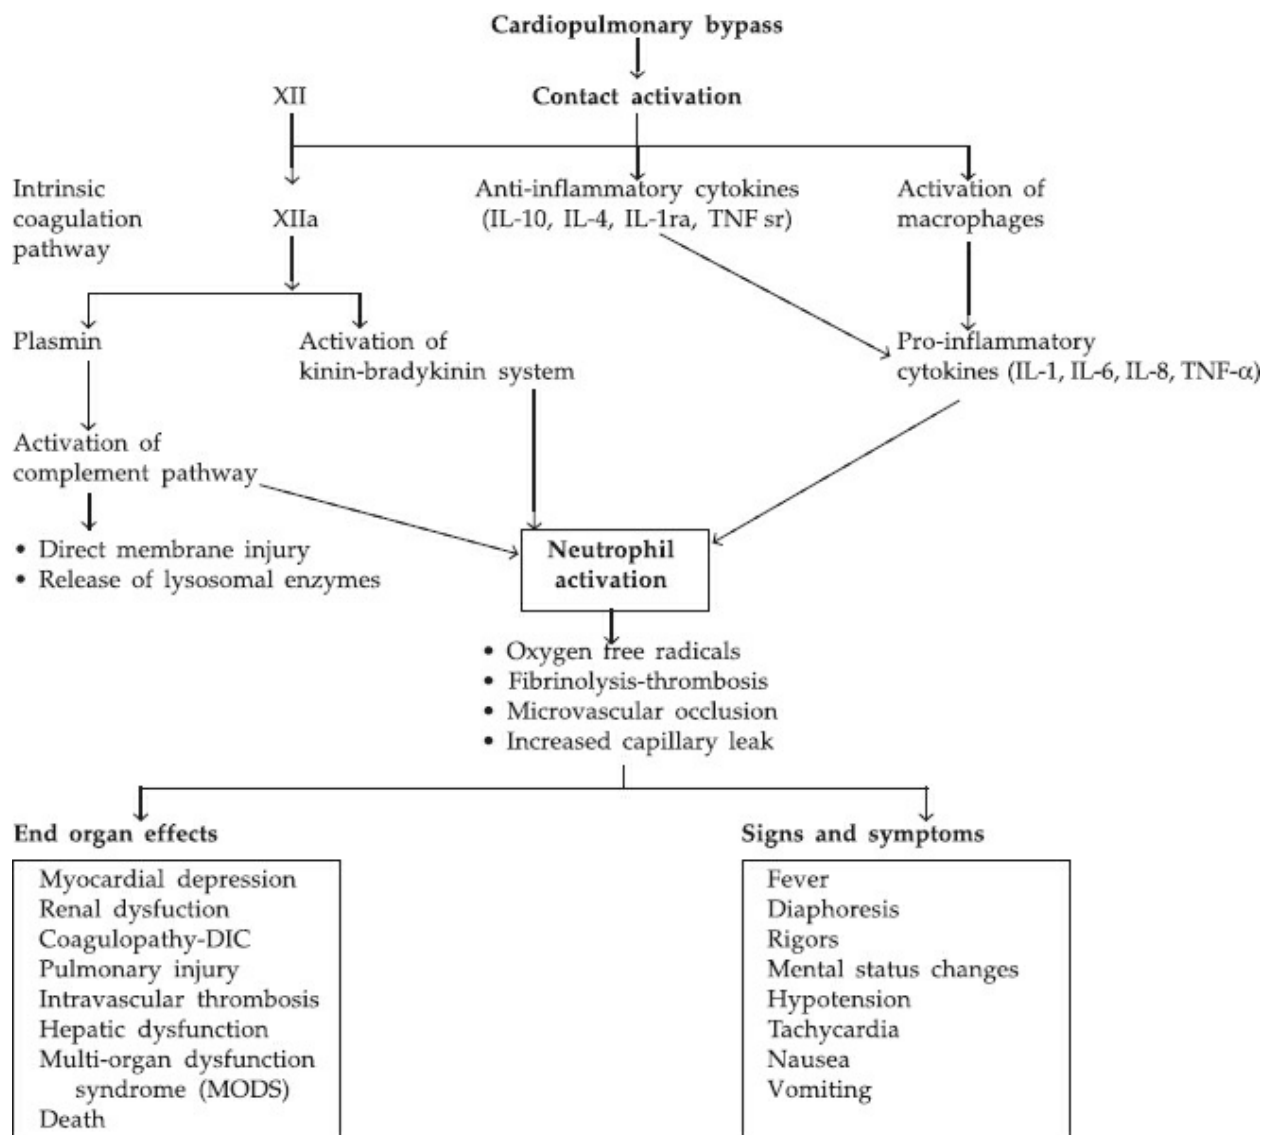 Cardiopulmonary bypass
XII
Contact activation
Intrinsic
coagulation
pathway
XIIa
Anti-inflammatory cytokines
(IL-10, IL-4, IL-1ra, TNF sr)
Activation of
macrophages
Plasmin
Activation of
kinin-bradykinin system
Pro-inflammatory
cytokines (IL-1, IL-6, IL-8, TNF-α)
Activation of
complement pathway
• Direct membrane injury
• Release of lysosomal enzymes
Neutrophil
activation
• Oxygen free radicals
• Fibrinolysis-thrombosis
• Microvascular occlusion
• Increased capillary leak
End organ effects
Myocardial depression
Renal dysfuction
Coagulopathy-DIC
Pulmonary injury
Intravascular thrombosis
Hepatic dysfunction
Multi-organ dysfunction
syndrome (MODS)
Death
Signs and symptoms
Fever
Diaphoresis
Rigors
Mental status changes
Hypotension
Tachycardia
Nausea
Vomiting